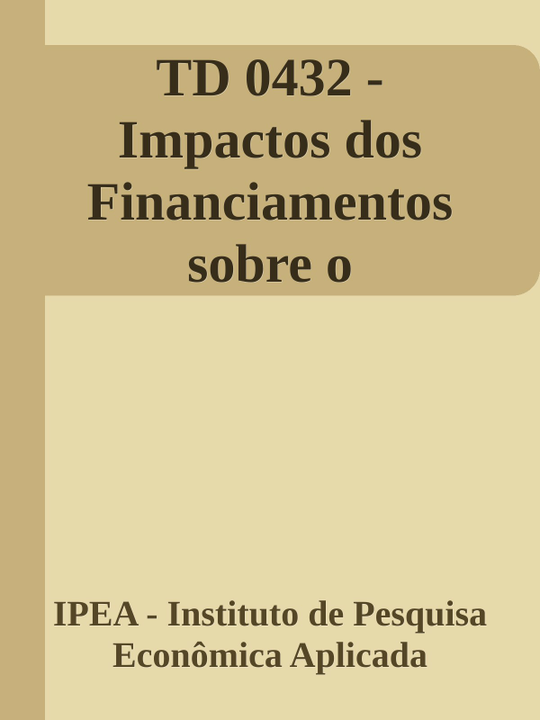 TD 0432 -
Impactos dos
Financiamentos
sobre o
IPEA - Instituto de Pesquisa
Econômica Aplicada